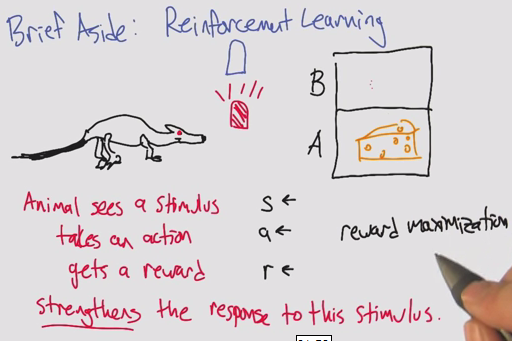 Brief Aside: Reinforcement Learning
B
A
Animal sees a stimulus s ←
takes an action a ← reward maximization
gets a reward r ←
strengthens the response to this stimulus.